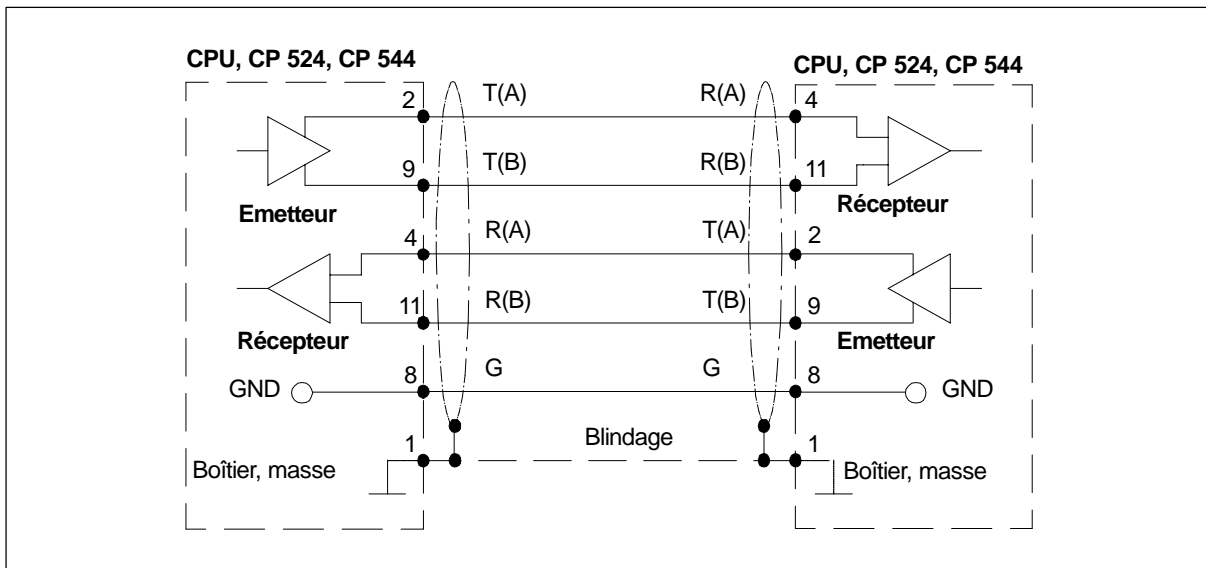 CPU, CP 524, CP 544
CPU, CP 524, CP 544
2 T(A) R(A) 4
9 T(B) R(B) 11
Emetteur
Récepteur
4 R(A) T(A) 2
11 R(B) T(B) 9
Récepteur
Emetteur
GND 8 G G 8 GND
1 Blindage 1
Boîtier, masse
Boîtier, masse